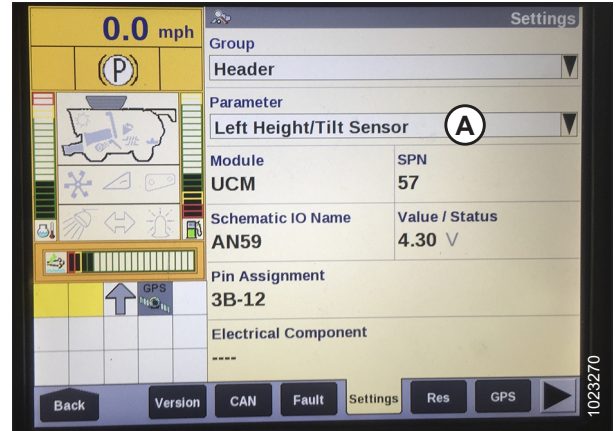 0.0 mph
(P)
GPS
Settings
Group
Header
Parameter
Left Height/Tilt Sensor
A
Module
UCM
SPN
57
Schematic IO Name
AN59
Value / Status
4.30 V
Pin Assignment
3B-12
Electrical Component
----
Back
Version
CAN
Fault
Settings
Res
GPS
1023270